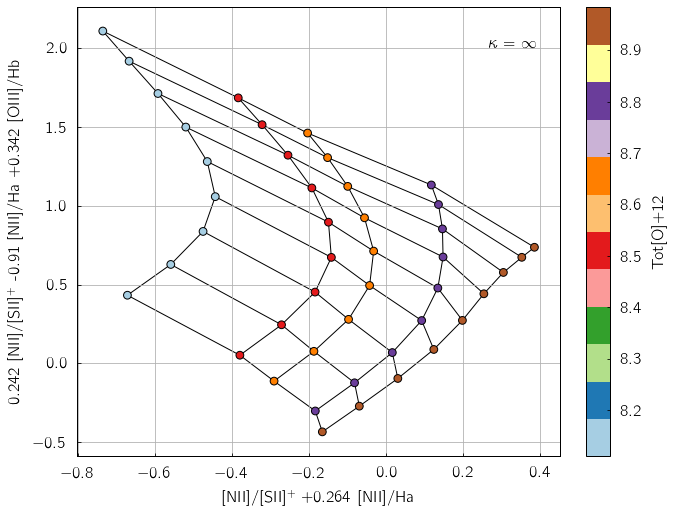 κ = ∞
2.0
1.5
1.0
0.5
0.0
−0.5
0.242 [NII]/[SII]⁺ -0.91 [NII]/Ha +0.342 [OIII]/Hb
−0.8 −0.6 −0.4 −0.2 0.0 0.2 0.4
[NII]/[SII]⁺ +0.264 [NII]/Ha
8.9
8.8
8.7
8.6
8.5
8.4
8.3
8.2
Tot[O]+12